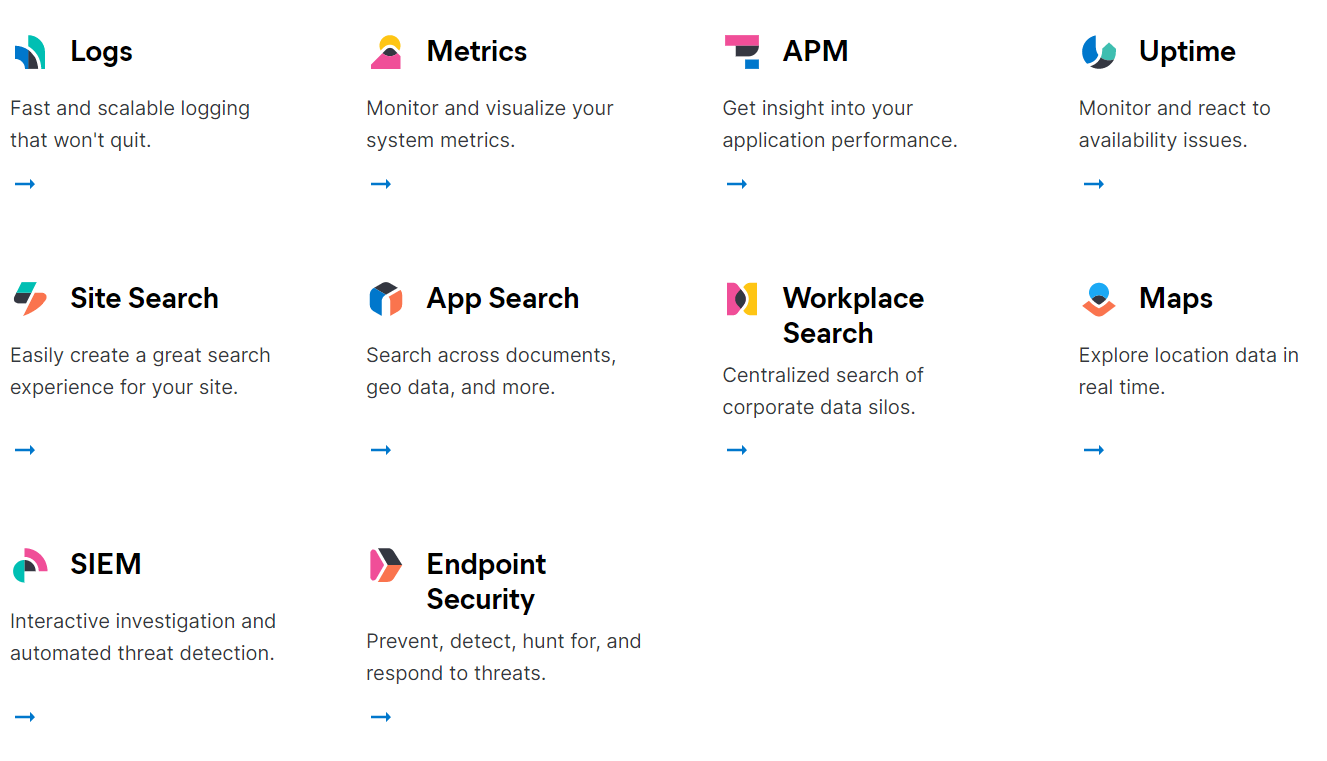 Logs
Fast and scalable logging
that won't quit.
Metrics
Monitor and visualize your
system metrics.
APM
Get insight into your
application performance.
Uptime
Monitor and react to
availability issues.
Site Search
Easily create a great search
experience for your site.
App Search
Search across documents,
geo data, and more.
Workplace
Search
Centralized search of
corporate data silos.
Maps
Explore location data in
real time.
SIEM
Interactive investigation and
automated threat detection.
Endpoint
Security
Prevent, detect, hunt for, and
respond to threats.